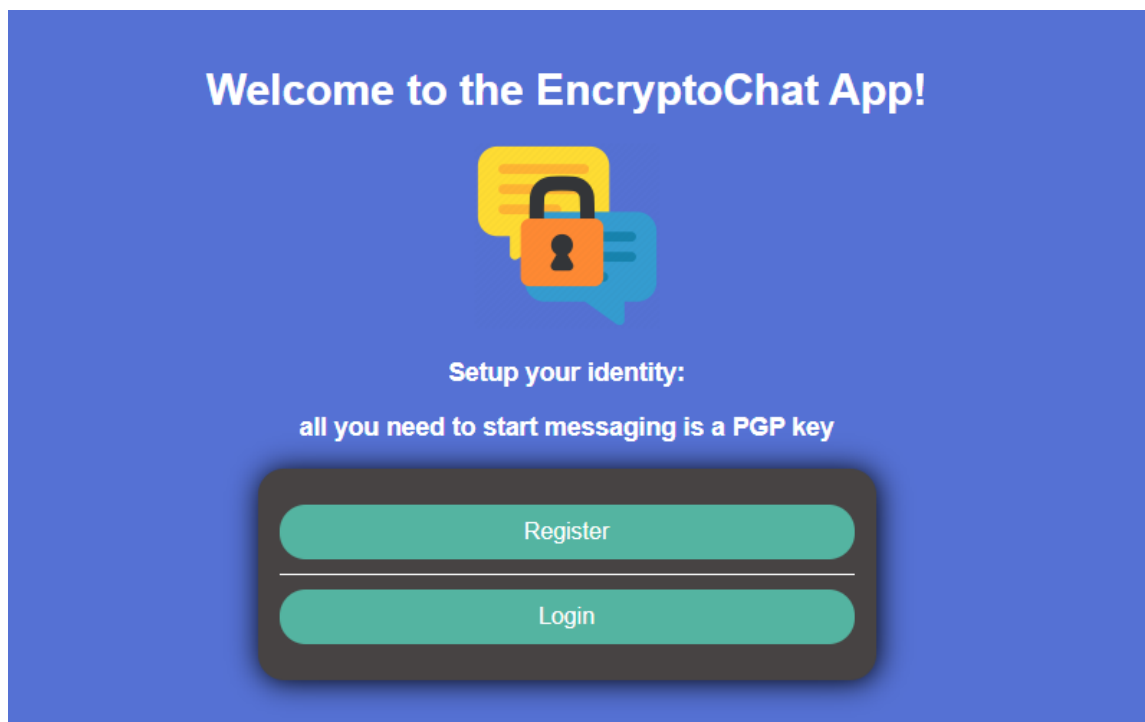 Welcome to the EncryptoChat App!
Setup your identity:
all you need to start messaging is a PGP key
Register
Login